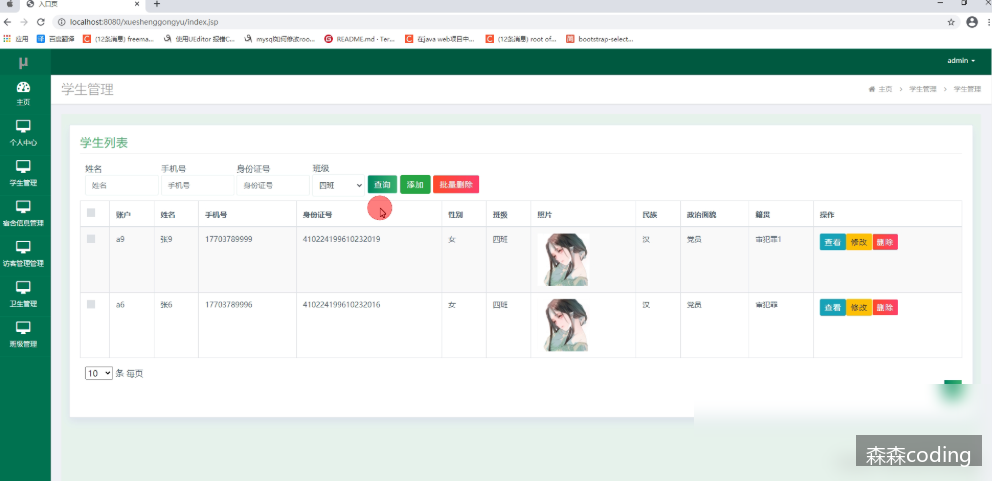 入口页
localhost:8080/xueshenggongyu/index.jsp
应用 百度翻译 (12条消息) freema... 使用UEditor 报错C... mysql如何修改roo... README.md · Ter... 在java web项目中... (12条消息) root of... bootstrap-select...
μ
admin
主页
个人中心
学生管理
宿舍信息管理
访客管理管理
卫生管理
班级管理
学生管理
主页 › 学生管理 › 学生管理
学生列表
姓名 手机号 身份证号 班级
姓名 手机号 身份证号 四班 查询 添加 批量删除
账户 姓名 手机号 身份证号 性别 班级 照片 民族 政治面貌 籍贯 操作
a9 张9 17703789999 410224199610232019 女 四班 汉 党员 审犯罪1 查看 修改 删除
a6 张6 17703789996 410224199610232016 女 四班 汉 党员 审犯罪 查看 修改 删除
10 条 每页
森森coding